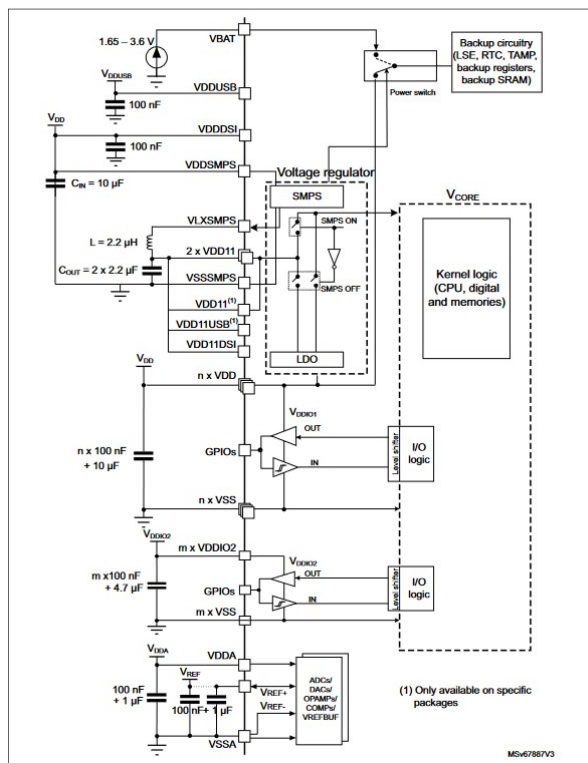 1.65 – 3.6 V
VBAT
Backup circuitry
(LSE, RTC, TAMP,
backup registers,
backup SRAM)
Power switch
VDDUSB
VDDUSB
100 nF
VDD
VDDDSI
100 nF
VDDSMPS
CIN = 10 µF
Voltage regulator
SMPS
VCORE
VLXSMPS
SMPS ON
L = 2.2 µH
2 x VDD11
COUT = 2 x 2.2 µF
VSSSMPS
SMPS OFF
Kernel logic
(CPU, digital
and memories)
VDD11(1)
VDD11USB(1)
VDD11DSI
LDO
VDD
n x VDD
VDDIO1
OUT
GPIOs
IN
Level shifter
I/O
logic
n x 100 nF
+ 10 µF
n x VSS
VDDIO2
m x VDDIO2
VDDIO2
OUT
m x100 nF
+ 4.7 µF
GPIOs
IN
Level shifter
I/O
logic
m x VSS
VDDA
VDDA
VREF
100 nF
+ 1 µF
100 nF
+ 1 µF
VREF+
VREF-
ADCs/
DACs/
OPAMPs/
COMPs/
VREFBUF
VSSA
(1) Only available on specific
packages
MSv67887V3